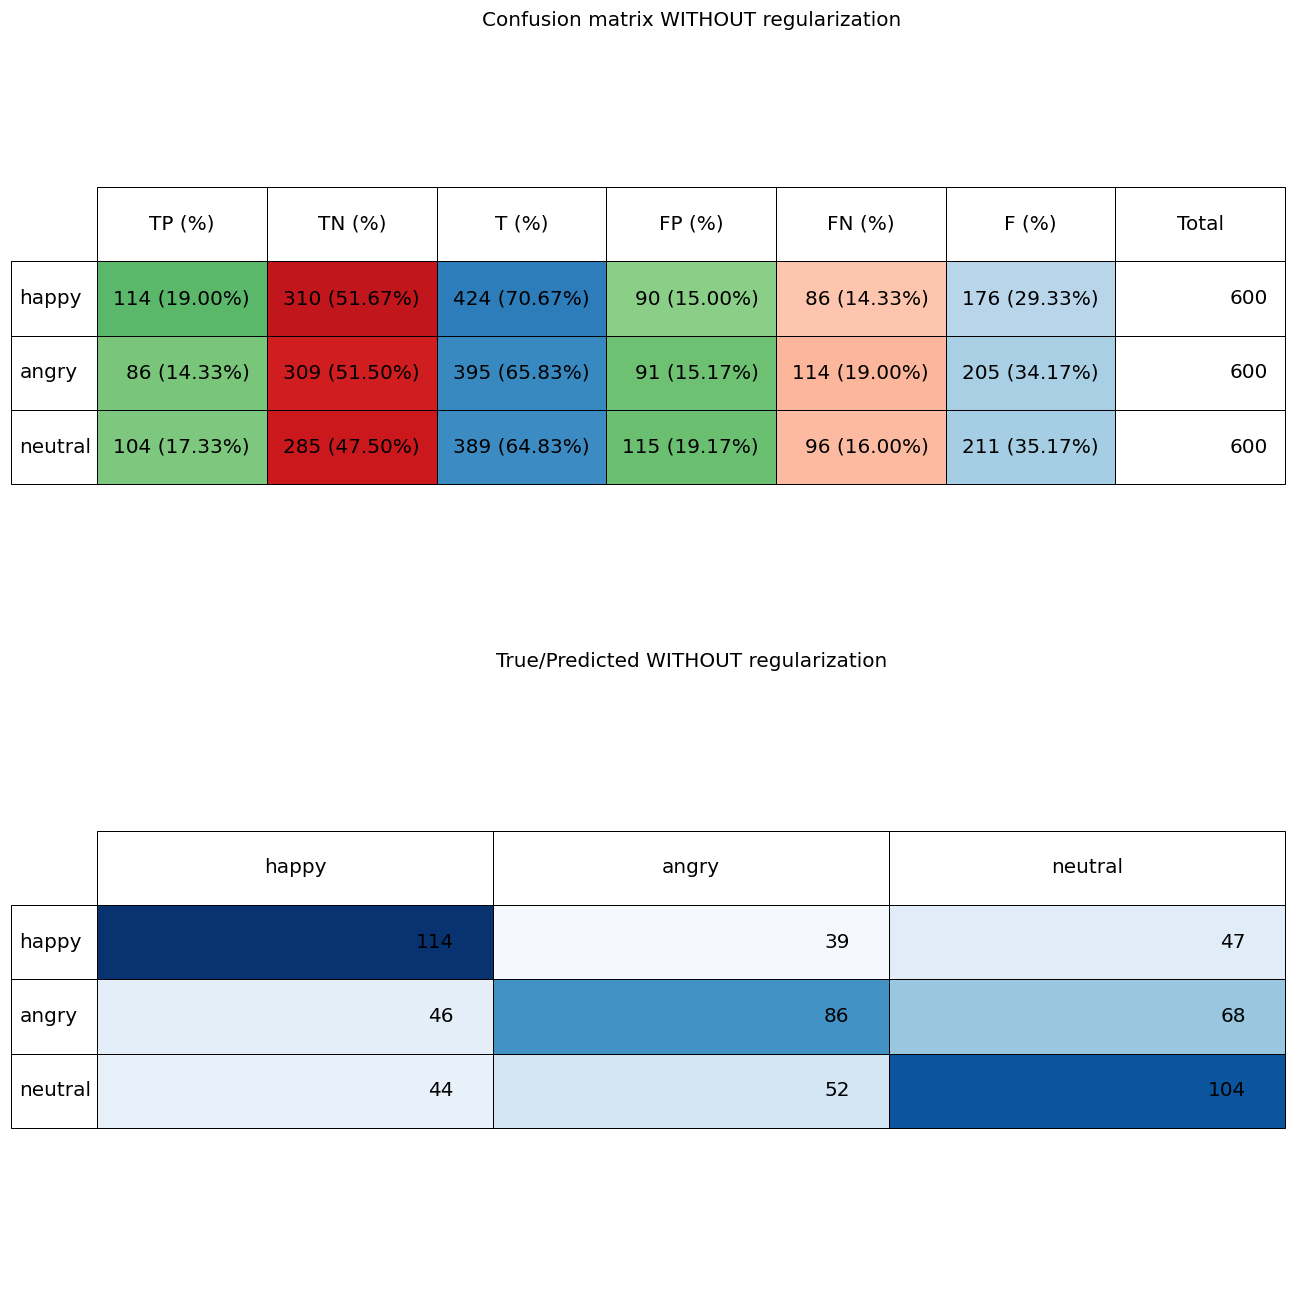 Confusion matrix WITHOUT regularization
TP (%) TN (%) T (%) FP (%) FN (%) F (%) Total
happy 114 (19.00%) 310 (51.67%) 424 (70.67%) 90 (15.00%) 86 (14.33%) 176 (29.33%) 600
angry 86 (14.33%) 309 (51.50%) 395 (65.83%) 91 (15.17%) 114 (19.00%) 205 (34.17%) 600
neutral 104 (17.33%) 285 (47.50%) 389 (64.83%) 115 (19.17%) 96 (16.00%) 211 (35.17%) 600
True/Predicted WITHOUT regularization
happy angry neutral
happy 114 39 47
angry 46 86 68
neutral 44 52 104